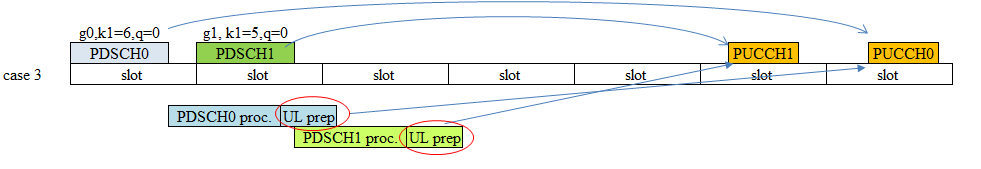 g0,k1=6,q=0 g1, k1=5,q=0
PDSCH0 PDSCH1 PUCCH1 PUCCH0
case 3 slot slot slot slot slot slot slot
PDSCH0 proc. UL prep
PDSCH1 proc. UL prep